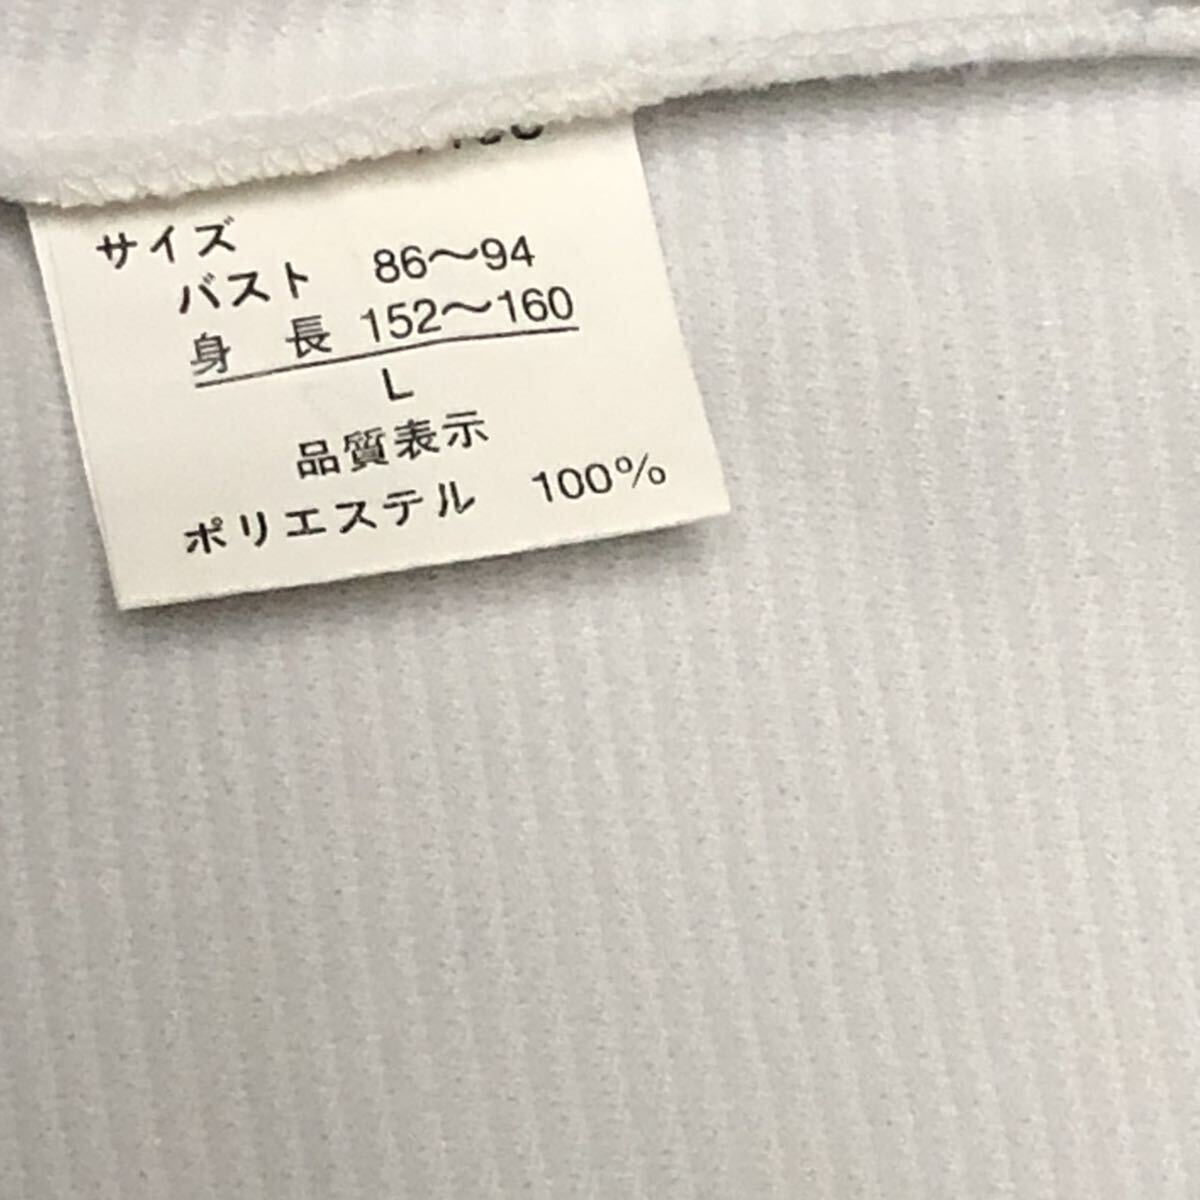 サイズ
バスト 86〜94
身 長 152〜160
L
品質表示
ポリエステル 100%